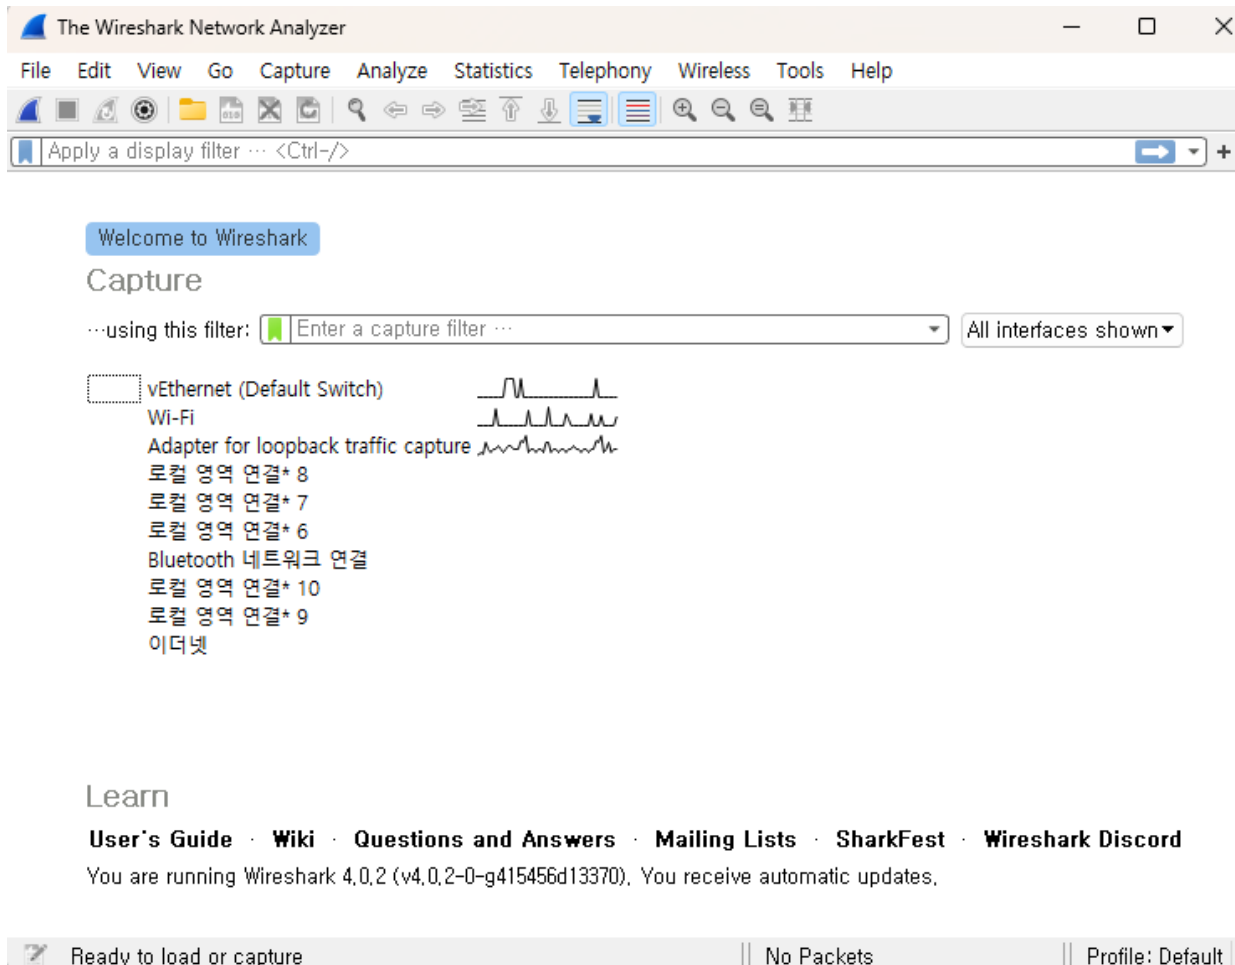 The Wireshark Network Analyzer
File Edit View Go Capture Analyze Statistics Telephony Wireless Tools Help
Apply a display filter ··· <Ctrl-/>
Welcome to Wireshark
Capture
···using this filter: Enter a capture filter ··· All interfaces shown
vEthernet (Default Switch)
Wi-Fi
Adapter for loopback traffic capture
로컬 영역 연결* 8
로컬 영역 연결* 7
로컬 영역 연결* 6
Bluetooth 네트워크 연결
로컬 영역 연결* 10
로컬 영역 연결* 9
이더넷
Learn
User's Guide · Wiki · Questions and Answers · Mailing Lists · SharkFest · Wireshark Discord
You are running Wireshark 4.0.2 (v4.0.2-0-g415456d13370). You receive automatic updates.
Ready to load or capture No Packets Profile: Default